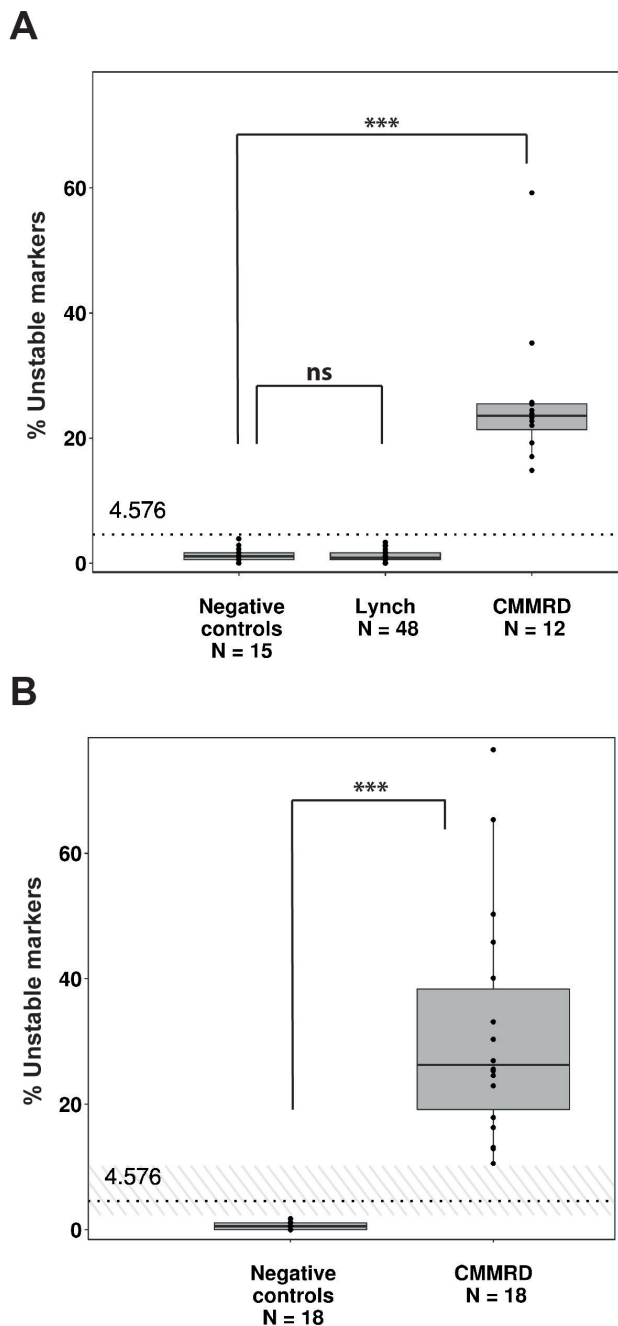 A
% Unstable markers
60
40
20
0
***
ns
4.576
Negative
controls
N = 15
Lynch
N = 48
CMMRD
N = 12
B
% Unstable markers
60
40
20
0
***
4.576
Negative
controls
N = 18
CMMRD
N = 18